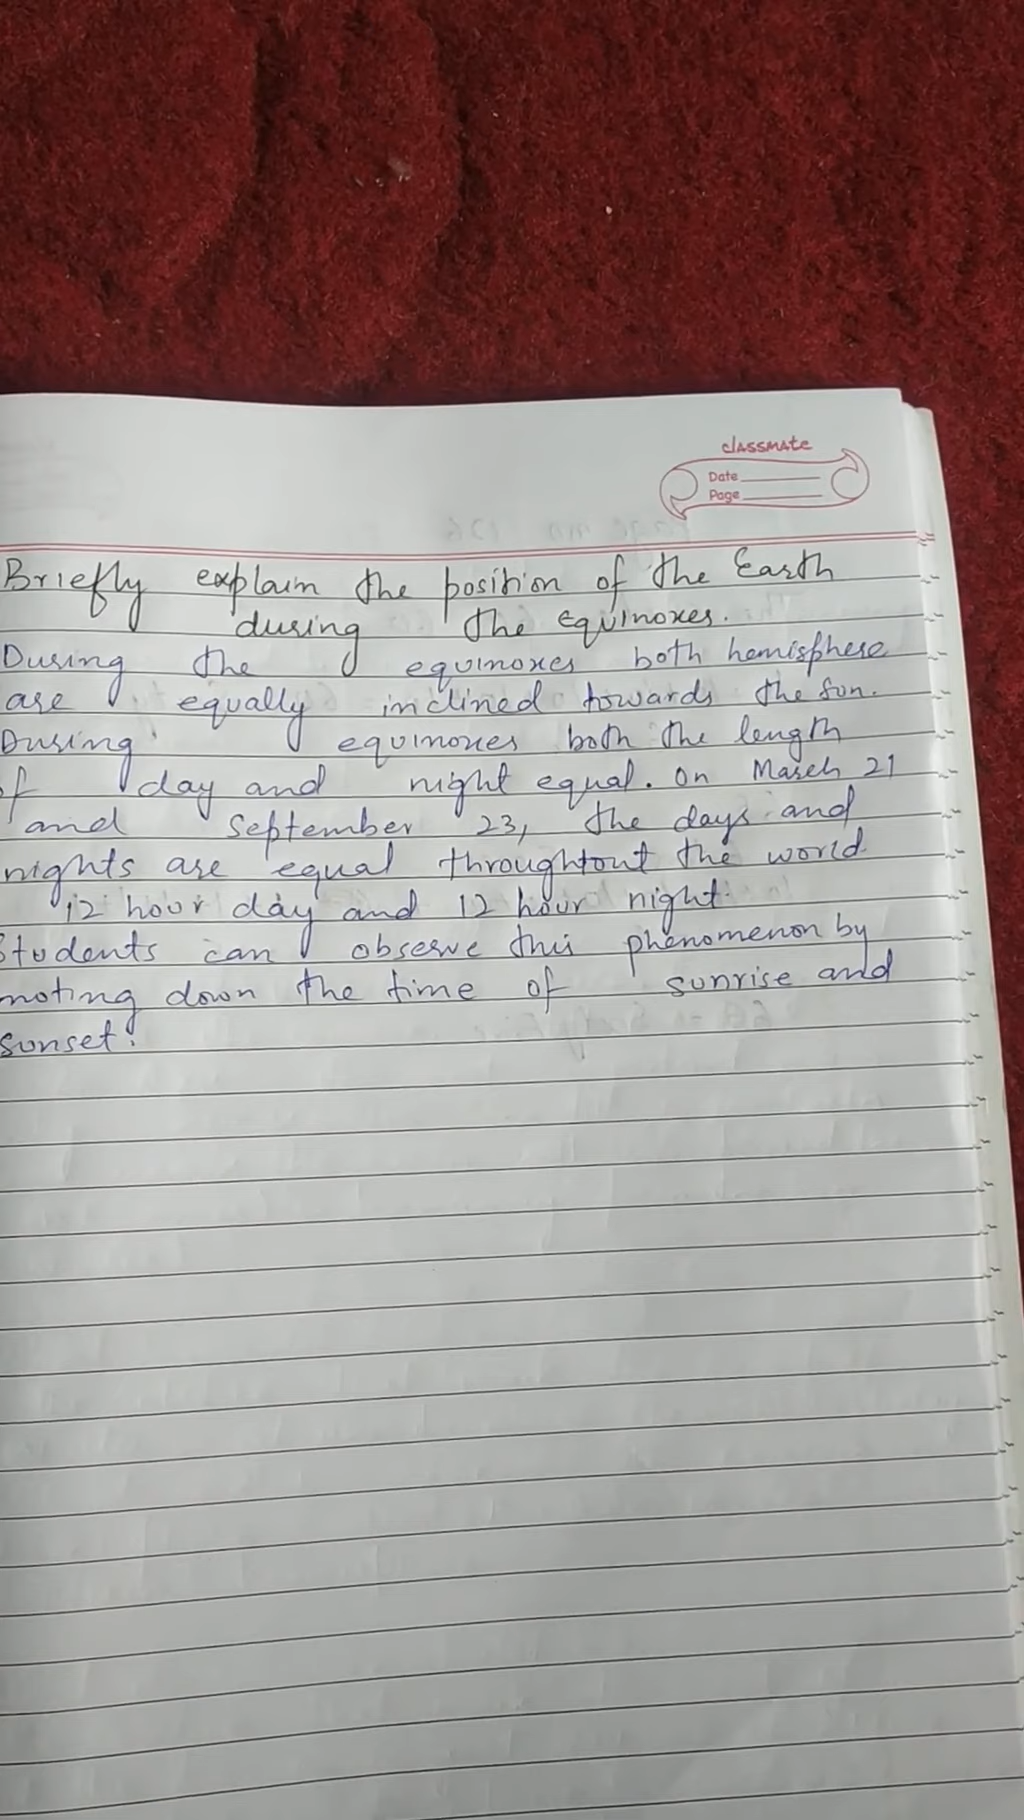 classmate
Date
Page
Briefly explain the position of the Earth
during the equinoxes.
During the equinoxes both hemisphere
are equally inclined towards the sun.
During equinoxes both the length
of day and night equal. on March 21
and september 23, the days and
nights are equal throughtout the world
12 hour day and 12 hour night.
Students can observe this phenomenon by
noting down the time of sunrise and
sunset.